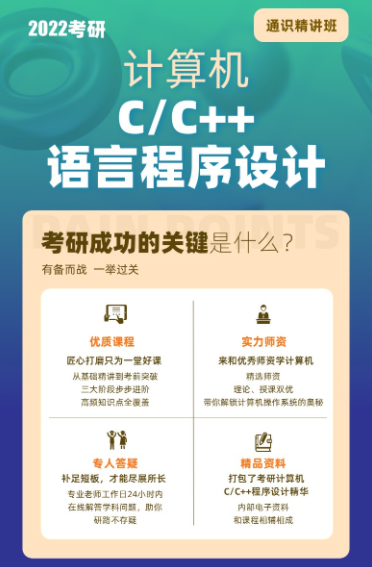 2022考研
通识精讲班
计算机
C/C++
语言程序设计
PAIN POINTS
考研成功的关键是什么？
有备而战 一举过关
优质课程
匠心打磨只为一堂好课
从基础精讲到考前突破
三大阶段步步进阶
高频知识点全覆盖
实力师资
来和优秀师资学计算机
精选师资
理论、授课双优
带你解锁计算机操作系统的奥秘
专人答疑
补足短板，才能尽展所长
专业老师工作日24小时内
在线解答学科问题，助你
研路不存疑
精品资料
打包了考研计算机
C/C++程序设计精华
内部电子资料
和课程相辅相成